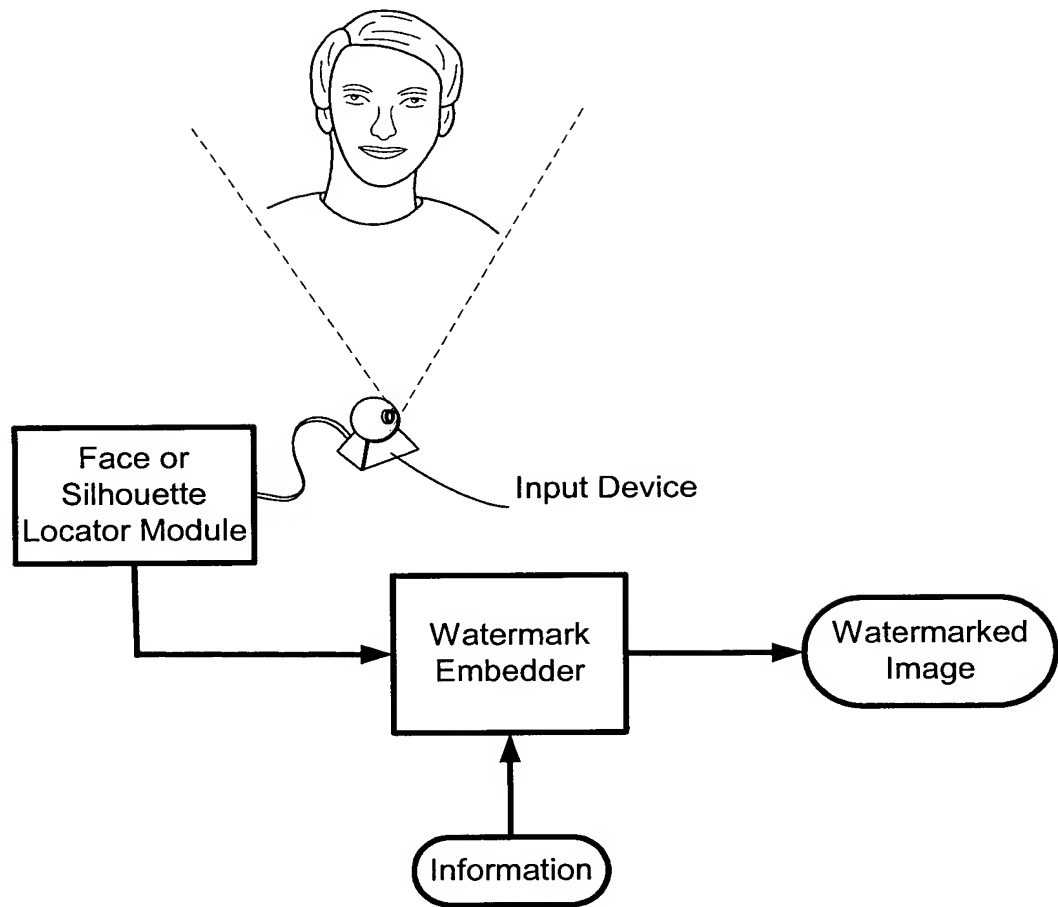 Face or
Silhouette
Locator Module
Input Device
Watermark
Embedder
Watermarked
Image
Information